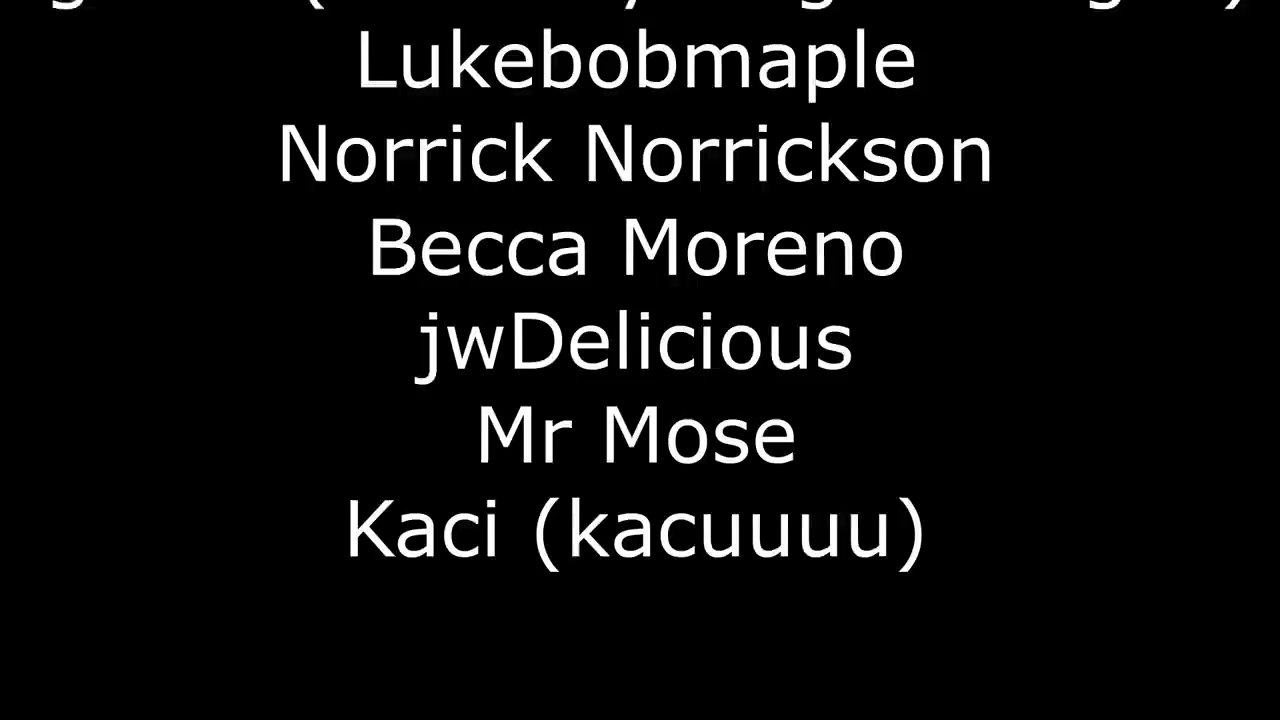 Lukebobmaple
Norrick Norrickson
Becca Moreno
jwDelicious
Mr Mose
Kaci (kacuuuu)